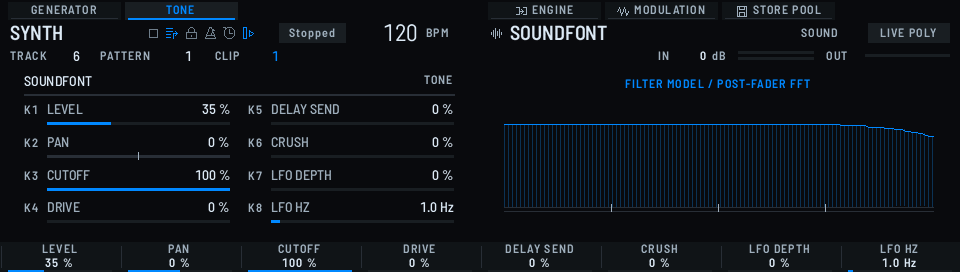 GENERATOR TONE ENGINE MODULATION STORE POOL
SYNTH Stopped 120 BPM SOUNDFONT SOUND LIVE POLY
TRACK 6 PATTERN 1 CLIP 1 IN 0 dB OUT
SOUNDFONT TONE
FILTER MODEL / POST-FADER FFT
K1 LEVEL 35 % K5 DELAY SEND 0 %
K2 PAN 0 % K6 CRUSH 0 %
K3 CUTOFF 100 % K7 LFO DEPTH 0 %
K4 DRIVE 0 % K8 LFO HZ 1.0 Hz
LEVEL PAN CUTOFF DRIVE DELAY SEND CRUSH LFO DEPTH LFO HZ
35 % 0 % 100 % 0 % 0 % 0 % 0 % 1.0 Hz